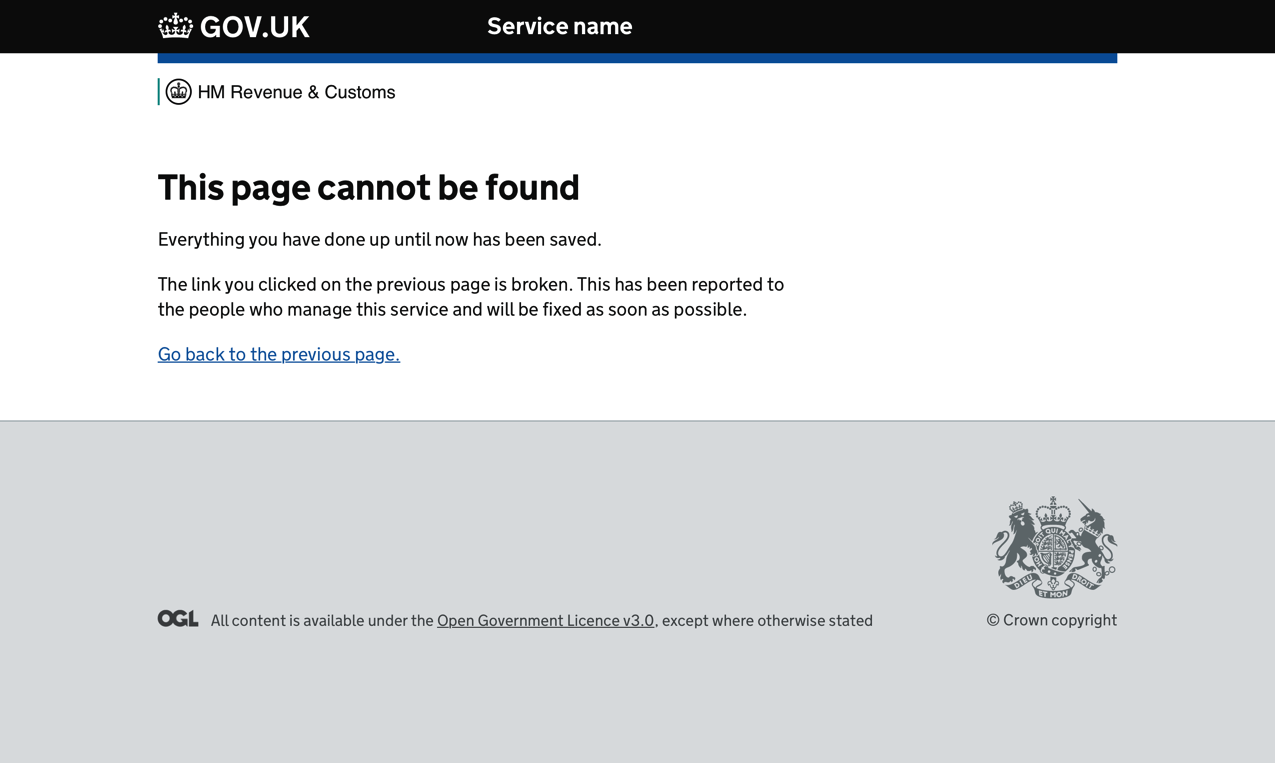 GOV.UK
Service name
HM Revenue & Customs
This page cannot be found
Everything you have done up until now has been saved.
The link you clicked on the previous page is broken. This has been reported to
the people who manage this service and will be fixed as soon as possible.
Go back to the previous page.
DIEU ET MON DROIT
OGL
All content is available under the Open Government Licence v3.0, except where otherwise stated
© Crown copyright